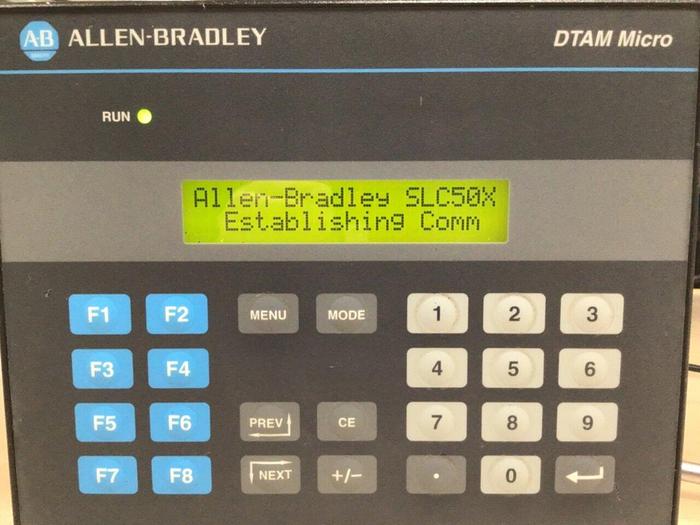 A·B ALLEN-BRADLEY DTAM Micro
RUN
Allen-Bradley SLC50X
Establishing Comm
F1 F2 MENU MODE 1 2 3
F3 F4 4 5 6
F5 F6 PREV CE 7 8 9
F7 F8 NEXT +/− . 0